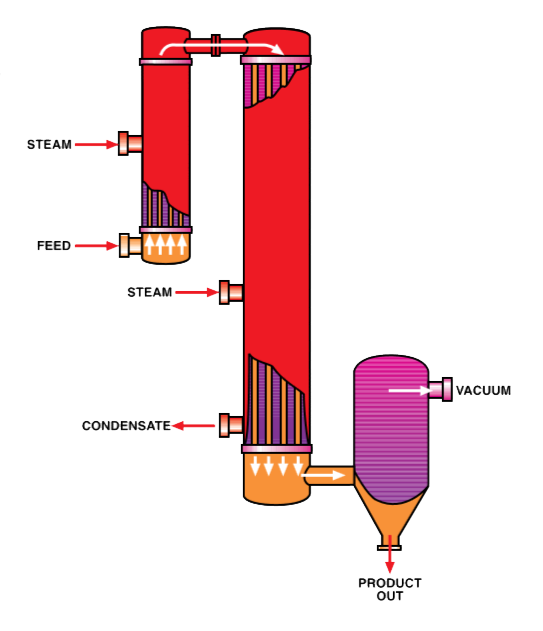 STEAM
FEED
STEAM
VACUUM
CONDENSATE
PRODUCT
OUT